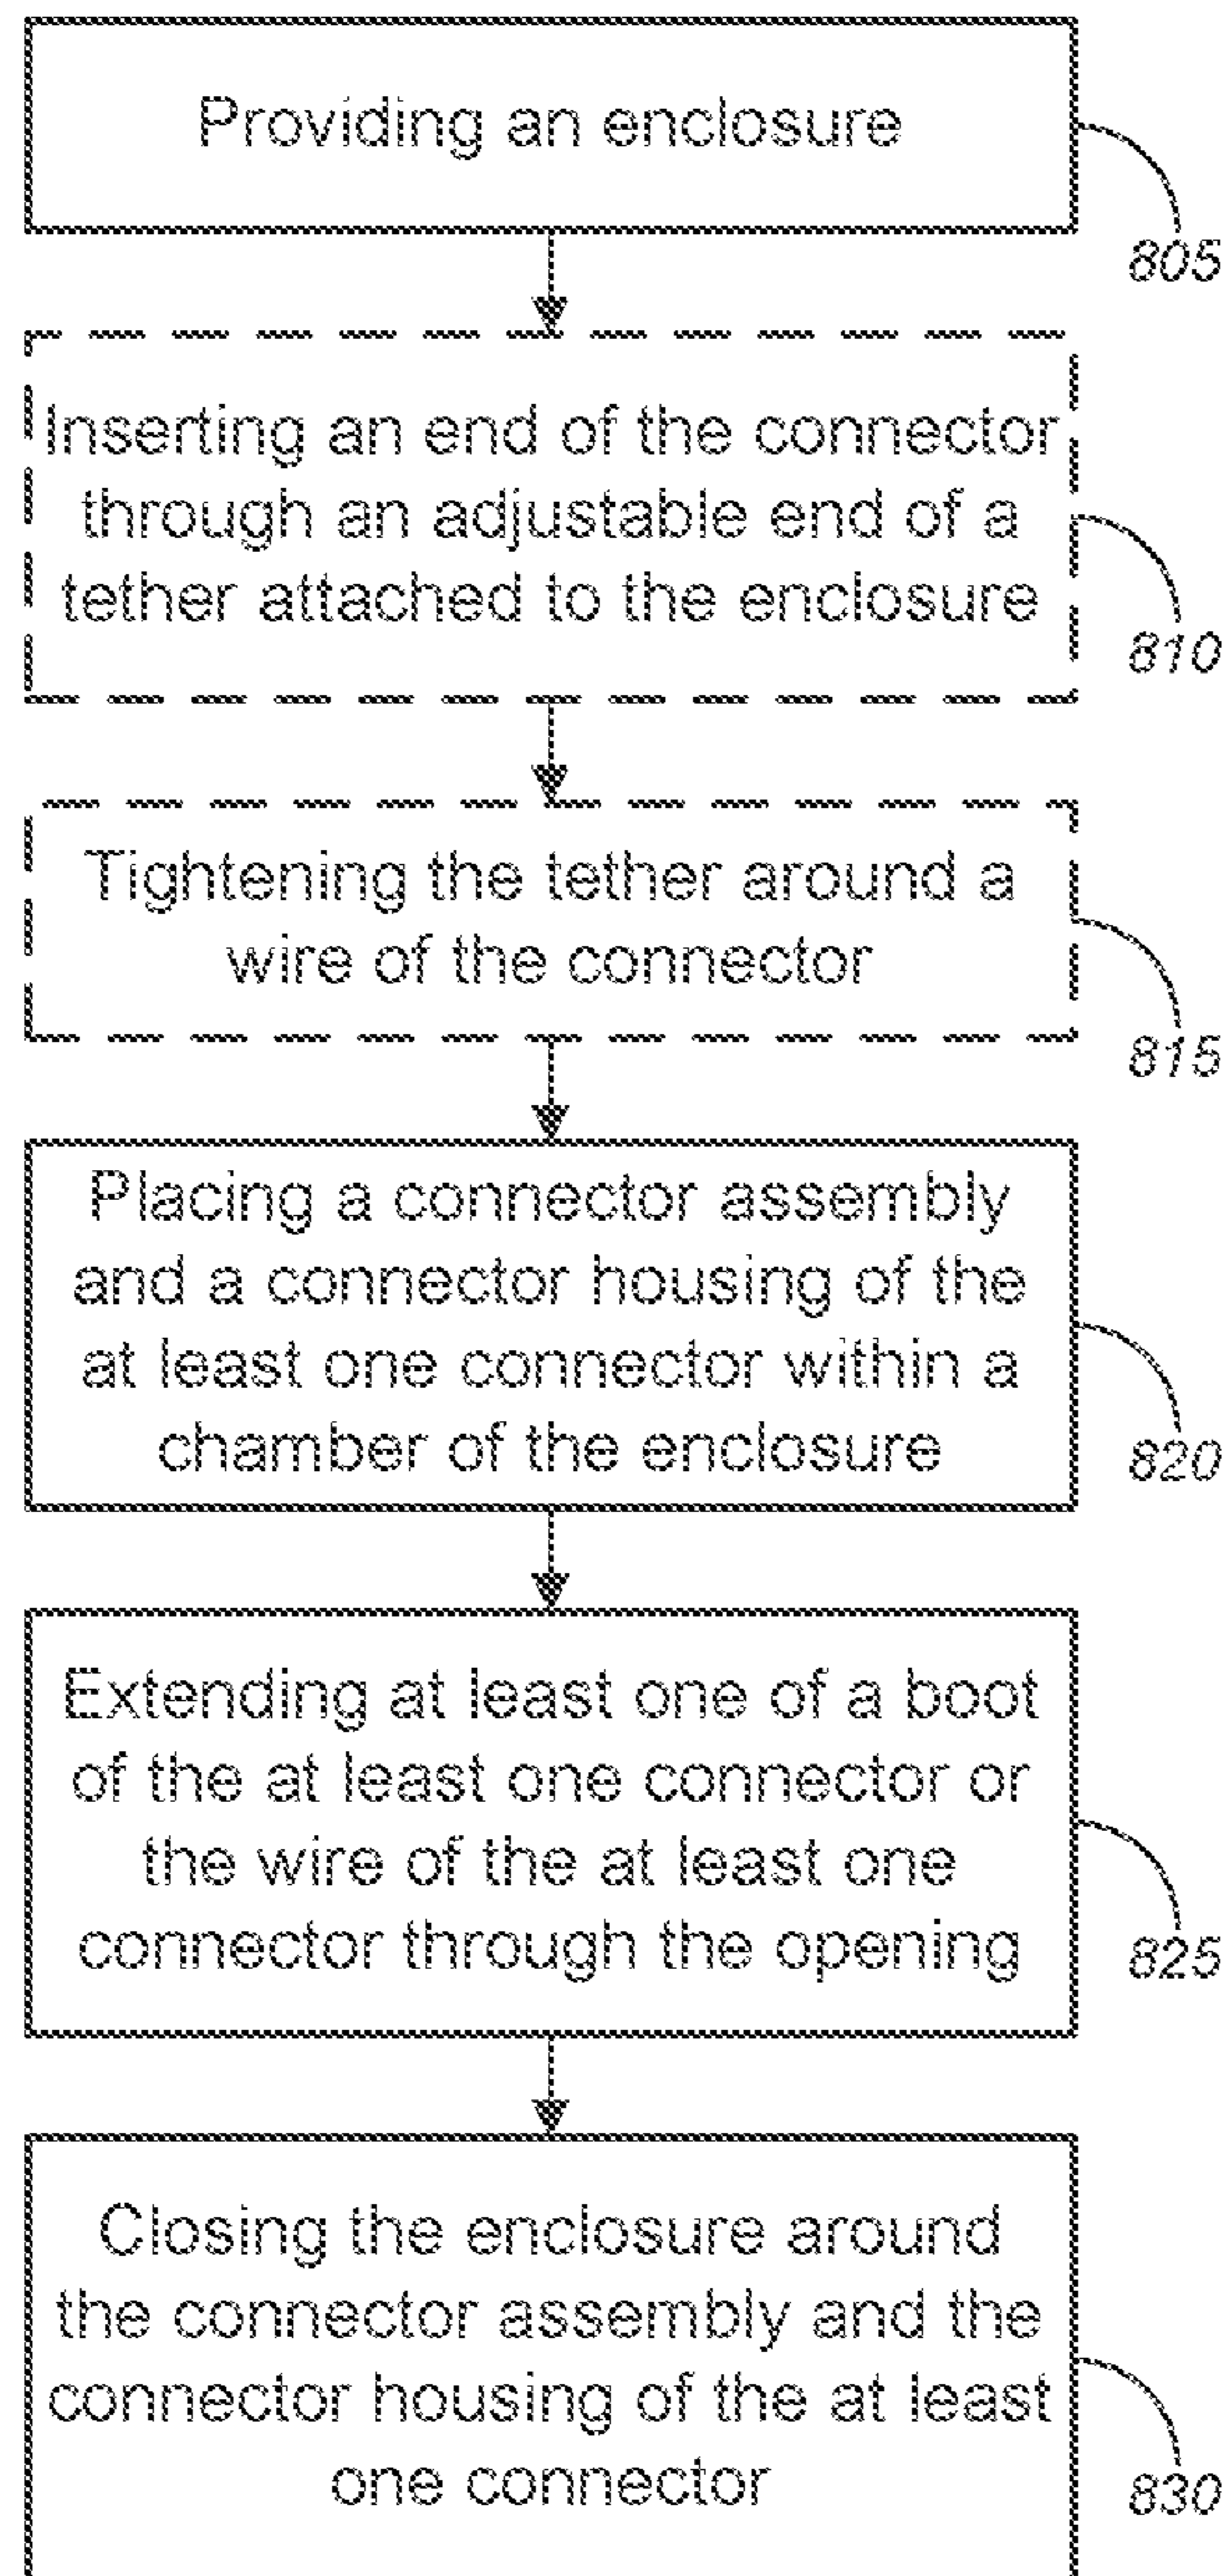 Providing an enclosure
805
Inserting an end of the connector
through an adjustable end of a
tether attached to the enclosure
810
Tightening the tether around a
wire of the connector
815
Placing a connector assembly
and a connector housing of the
at least one connector within a
chamber of the enclosure
820
Extending at least one of a boot
of the at least one connector or
the wire of the at least one
connector through the opening
825
Closing the enclosure around
the connector assembly and the
connector housing of the at least
one connector
830